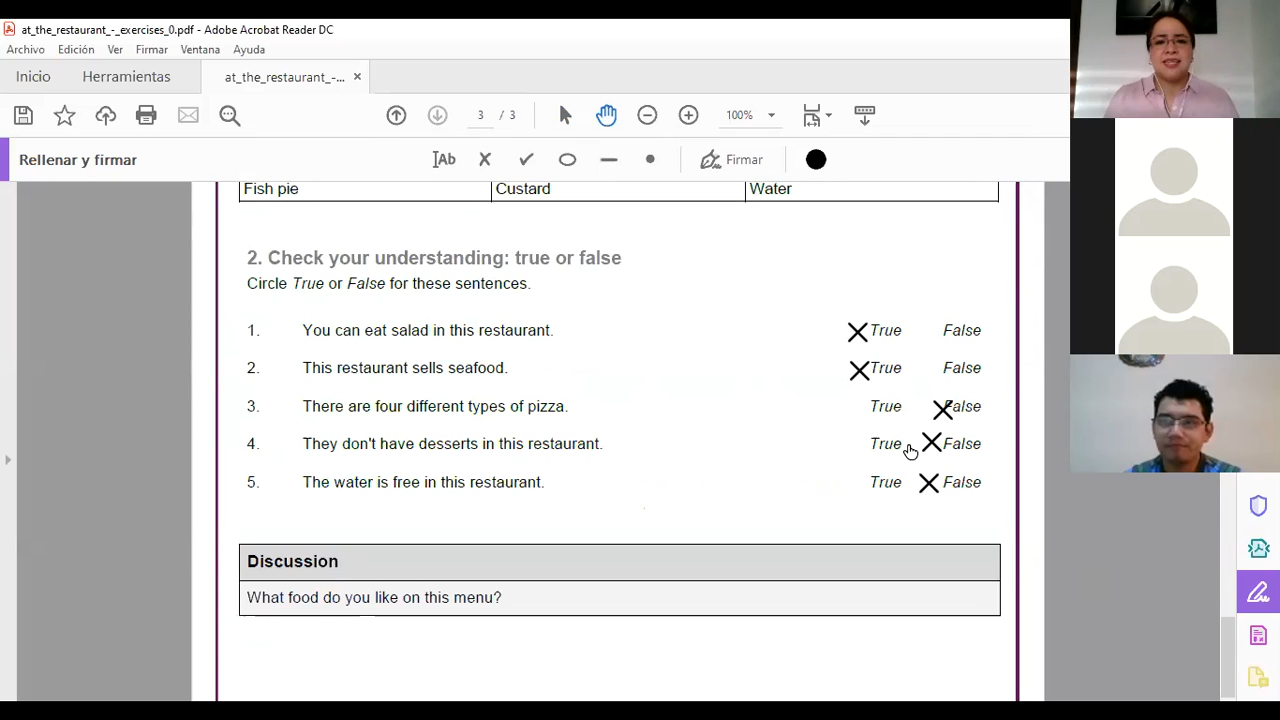 at_the_restaurant_-_exercises_0.pdf - Adobe Acrobat Reader DC
Archivo Edición Ver Firmar Ventana Ayuda
Inicio Herramientas at_the_restaurant_-...
3 / 3 100%
Rellenar y firmar Ab Firmar
Fish pie Custard Water
2. Check your understanding: true or false
Circle True or False for these sentences.
1. You can eat salad in this restaurant. True False
2. This restaurant sells seafood. True False
3. There are four different types of pizza. True False
4. They don't have desserts in this restaurant. True False
5. The water is free in this restaurant. True False
Discussion
What food do you like on this menu?